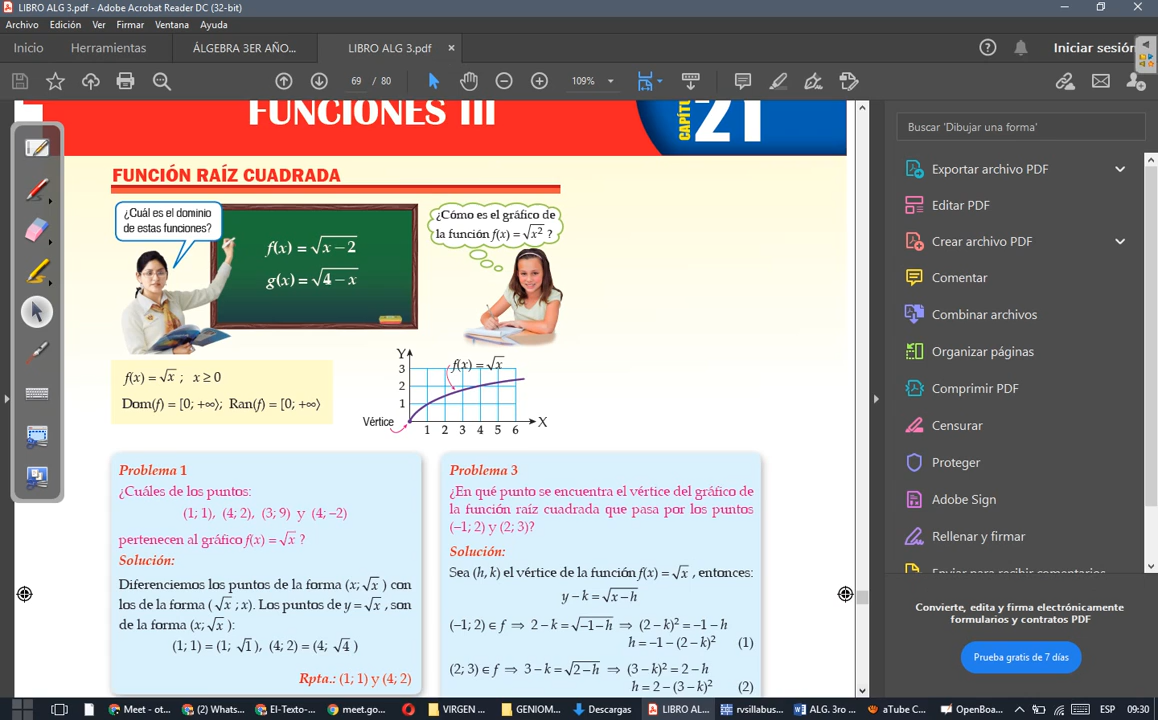 LIBRO ALG 3.pdf - Adobe Acrobat Reader DC (32-bit)
Archivo Edición Ver Firmar Ventana Ayuda
Inicio Herramientas ÁLGEBRA 3ER AÑO... LIBRO ALG 3.pdf × Iniciar sesión
69 / 80 109%
FUNCIONES III
CAPÍT
21
Buscar 'Dibujar una forma'
Exportar archivo PDF
Editar PDF
Crear archivo PDF
Comentar
Combinar archivos
Organizar páginas
Comprimir PDF
Censurar
Proteger
Adobe Sign
Rellenar y firmar
Enviar para recibir comentarios
Convierte, edita y firma electrónicamente
formularios y contratos PDF
Prueba gratis de 7 días
FUNCIÓN RAÍZ CUADRADA
¿Cuál es el dominio
de estas funciones?
f(x) = √(x − 2)
g(x) = √(4 − x)
¿Cómo es el gráfico de
la función f(x) = √x² ?
f(x) = √x ; x ≥ 0
Dom(f) = [0; +∞⟩; Ran(f) = [0; +∞⟩
Y
f(x) = √x
3
2
1
Vértice
1 2 3 4 5 6 X
Problema 1
¿Cuáles de los puntos:
(1; 1), (4; 2), (3; 9) y (4; −2)
pertenecen al gráfico f(x) = √x ?
Solución:
Diferenciemos los puntos de la forma (x; √x) con
los de la forma (√x ; x). Los puntos de y = √x , son
de la forma (x; √x):
(1; 1) = (1; √1), (4; 2) = (4; √4)
Rpta.: (1; 1) y (4; 2)
Problema 3
¿En qué punto se encuentra el vértice del gráfico de
la función raíz cuadrada que pasa por los puntos
(−1; 2) y (2; 3)?
Solución:
Sea (h, k) el vértice de la función f(x) = √x , entonces:
y − k = √(x − h)
(−1; 2) ∈ f ⇒ 2 − k = √(−1 − h) ⇒ (2 − k)² = −1 − h
h = −1 − (2 − k)² (1)
(2; 3) ∈ f ⇒ 3 − k = √(2 − h) ⇒ (3 − k)² = 2 − h
h = 2 − (3 − k)² (2)
Meet - ot... (2) Whats... El-Texto-... meet.go... VIRGEN ... GENIOM... Descargas LIBRO AL... rvsillabus... ALG. 3ro ... aTube C... OpenBoa... ESP 09:30